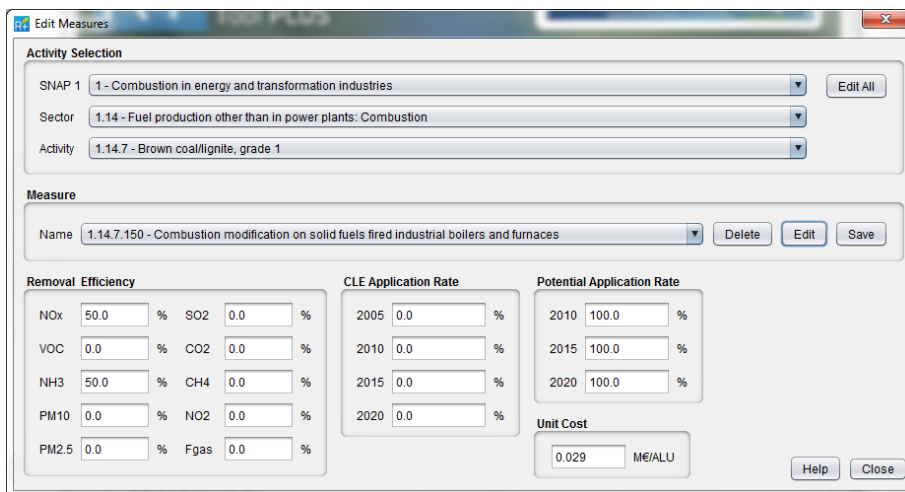 Tool PLUS
R+ Edit Measures
Activity Selection
SNAP 1 1 - Combustion in energy and transformation industries Edit All
Sector 1.14 - Fuel production other than in power plants: Combustion
Activity 1.14.7 - Brown coal/lignite, grade 1
Measure
Name 1.14.7.150 - Combustion modification on solid fuels fired industrial boilers and furnaces Delete Edit Save
Removal Efficiency CLE Application Rate Potential Application Rate
NOx 50.0 % SO2 0.0 % 2005 0.0 % 2010 100.0 %
VOC 0.0 % CO2 0.0 % 2010 0.0 % 2015 100.0 %
NH3 50.0 % CH4 0.0 % 2015 0.0 % 2020 100.0 %
PM10 0.0 % NO2 0.0 % 2020 0.0 %
Unit Cost
PM2.5 0.0 % Fgas 0.0 % 0.029 M€/ALU
Help Close